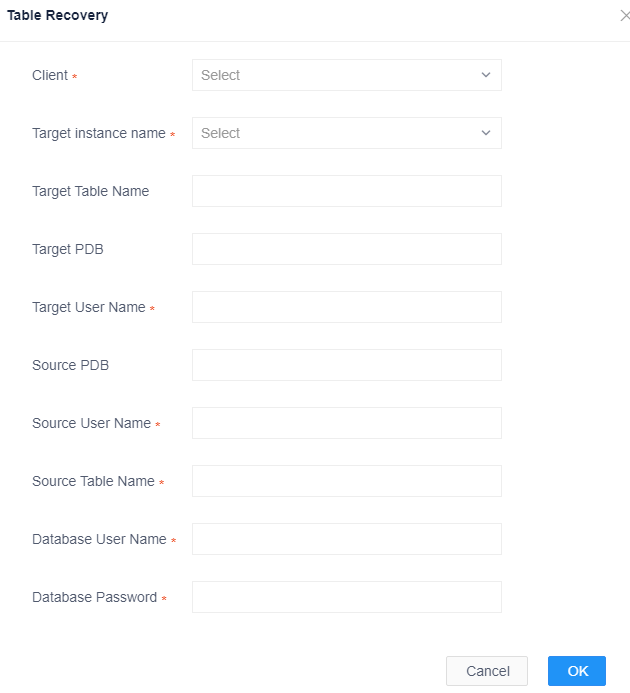 Table Recovery
Client *
Select
Target instance name *
Select
Target Table Name
Target PDB
Target User Name *
Source PDB
Source User Name *
Source Table Name *
Database User Name *
Database Password *
Cancel
OK